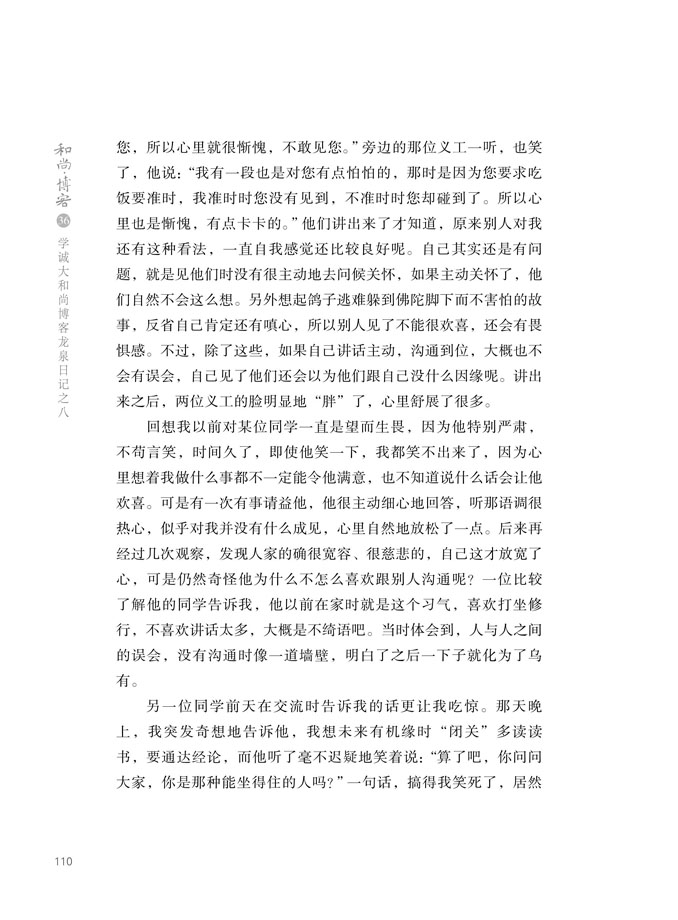 和尚·博客 36 学诚大和尚博客龙泉日记之八
您，所以心里就很惭愧，不敢见您。”旁边的那位义工一听，也笑
了，他说：“我有一段也是对您有点怕怕的，那时是因为您要求吃
饭要准时，我准时时您没有见到，不准时时您却碰到了。所以心
里也是惭愧，有点卡卡的。”他们讲出来了才知道，原来别人对我
还有这种看法，一直自我感觉还比较良好呢。自己其实还是有问
题，就是见他们时没有很主动地去问候关怀，如果主动关怀了，他
们自然不会这么想。另外想起鸽子逃难躲到佛陀脚下而不害怕的故
事，反省自己肯定还有嗔心，所以别人见了不能很欢喜，还会有畏
惧感。不过，除了这些，如果自己讲话主动，沟通到位，大概也不
会有误会，自己见了他们还会以为他们跟自己没什么因缘呢。讲出
来之后，两位义工的脸明显地“胖”了，心里舒展了很多。
回想我以前对某位同学一直是望而生畏，因为他特别严肃，
不苟言笑，时间久了，即使他笑一下，我都笑不出来了，因为心
里想着我做什么事都不一定能令他满意，也不知道说什么话会让他
欢喜。可是有一次有事请益他，他很主动细心地回答，听那语调很
热心，似乎对我并没有什么成见，心里自然地放松了一点。后来再
经过几次观察，发现人家的确很宽容、很慈悲的，自己这才放宽了
心，可是仍然奇怪他为什么不怎么喜欢跟别人沟通呢？一位比较
了解他的同学告诉我，他以前在家时就是这个习气，喜欢打坐修
行，不喜欢讲话太多，大概是不绮语吧。当时体会到，人与人之间
的误会，没有沟通时像一道墙壁，明白了之后一下子就化为了乌
有。
另一位同学前天在交流时告诉我的话更让我吃惊。那天晚
上，我突发奇想地告诉他，我想未来有机缘时“闭关”多读读
书，要通达经论，而他听了毫不迟疑地笑着说：“算了吧，你问问
大家，你是那种能坐得住的人吗？”一句话，搞得我笑死了，居然
110